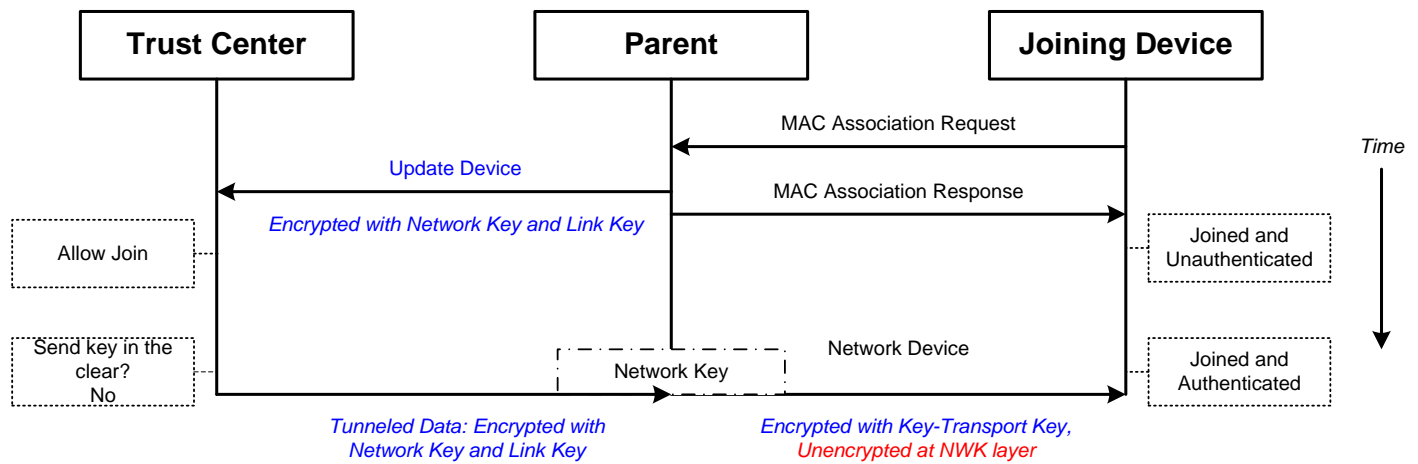 Trust Center
Parent
Joining Device
MAC Association Request
Time
Update Device
MAC Association Response
Encrypted with Network Key and Link Key
Allow Join
Joined and
Unauthenticated
Send key in the
clear?
No
Network Key
Network Device
Joined and
Authenticated
Tunneled Data: Encrypted with
Network Key and Link Key
Encrypted with Key-Transport Key,
Unencrypted at NWK layer